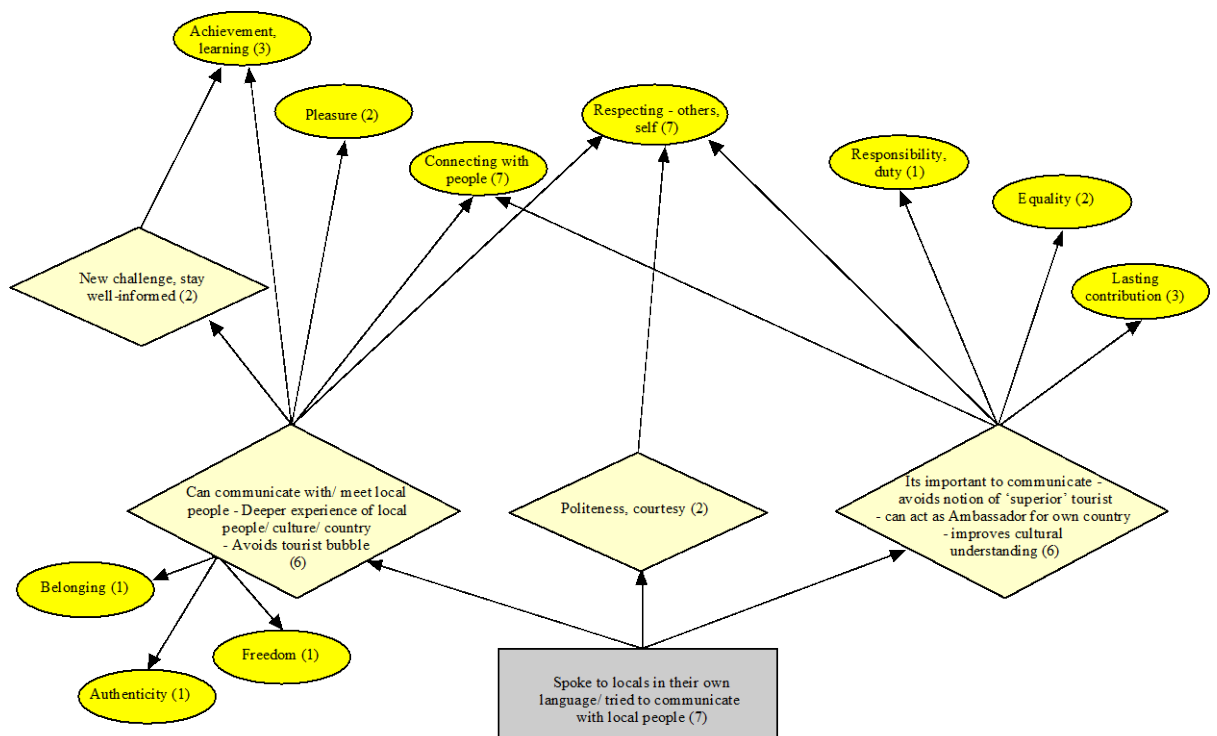 Achievement,
learning (3)
Pleasure (2)
Respecting - others,
self (7)
Connecting with
people (7)
Responsibility,
duty (1)
Equality (2)
Lasting
contribution (3)
New challenge, stay
well-informed (2)
Can communicate with/ meet local
people - Deeper experience of local
people/ culture/ country
- Avoids tourist bubble
(6)
Politeness, courtesy (2)
Its important to communicate -
avoids notion of ‘superior’ tourist
- can act as Ambassador for own country
- improves cultural
understanding (6)
Belonging (1)
Freedom (1)
Authenticity (1)
Spoke to locals in their own
language/ tried to communicate
with local people (7)